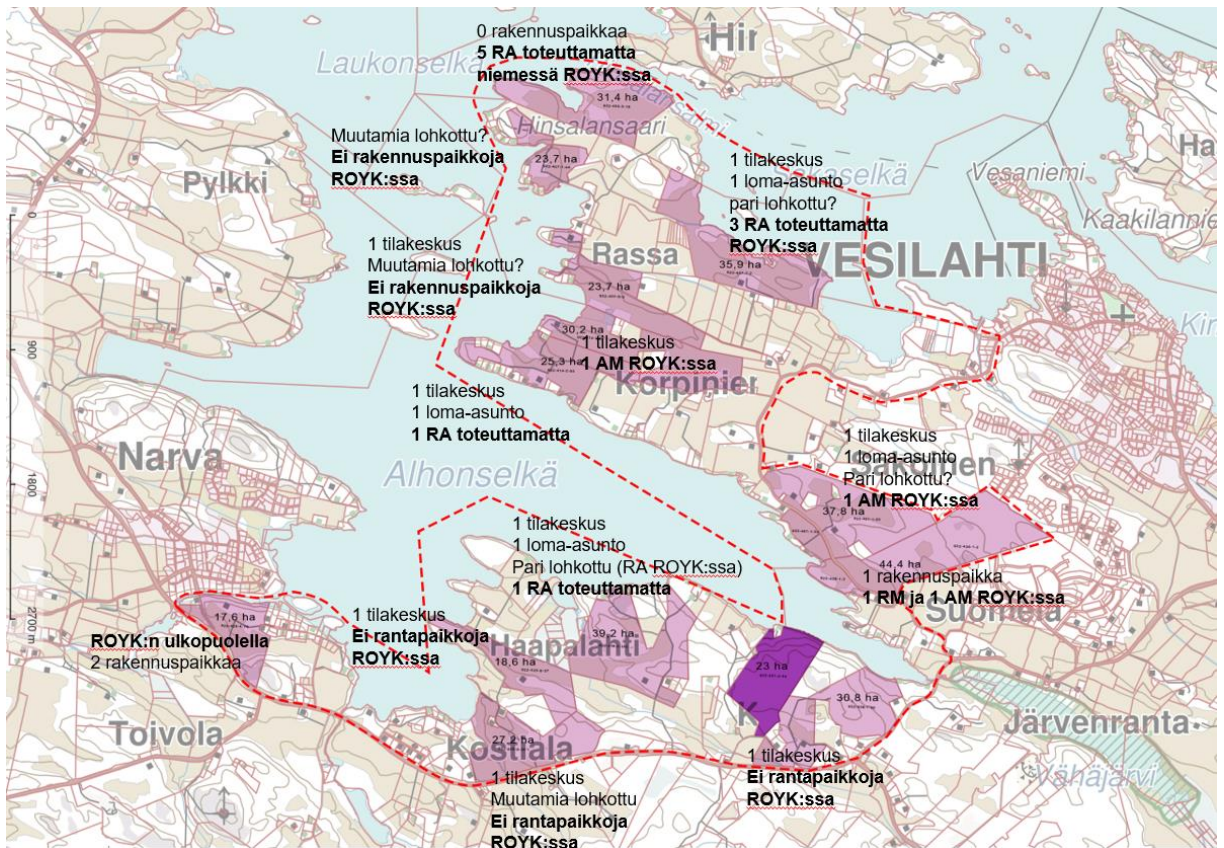 0 rakennuspaikkaa
5 RA toteuttamatta
niemessä ROYK:ssa
Hir
Laukonselkä
31,4 ha
Hinsalansaari
Muutamia lohkottu?
Ei rakennuspaikkoja
ROYK:ssa
23,7 ha
Pylkki
1 tilakeskus
1 loma-asunto
pari lohkottu?
3 RA toteuttamatta
ROYK:ssa
Vesaniemi
Kaakilannie
Ha
0
1 tilakeskus
Muutamia lohkottu?
Ei rakennuspaikkoja
ROYK:ssa
Rassa
35,9 ha
VESILAHTI
23,7 ha
Kir
900
30,2 ha
1 tilakeskus
1 AM ROYK:ssa
25,3 ha
Korpinier
1 tilakeskus
1 loma-asunto
1 RA toteuttamatta
Narva
Alhonselkä
1 tilakeskus
1 loma-asunto
Pari lohkottu?
1 AM ROYK:ssa
Sakoinen
1800
37,8 ha
44,4 ha
1 rakennuspaikka
1 RM ja 1 AM ROYK:ssa
Suomela
1 tilakeskus
1 loma-asunto
Pari lohkottu (RA ROYK:ssa)
1 RA toteuttamatta
2700 m
17,6 ha
ROYK:n ulkopuolella
2 rakennuspaikkaa
1 tilakeskus
Ei rantapaikkoja
ROYK:ssa
Haapalahti
39,2 ha
18,6 ha
23 ha
K
30,8 ha
Toivola
Kostiala
27,2 ha
Järvenranta
Vähäjärvi
1 tilakeskus
Muutamia lohkottu
Ei rantapaikkoja
ROYK:ssa
1 tilakeskus
Ei rantapaikkoja
ROYK:ssa